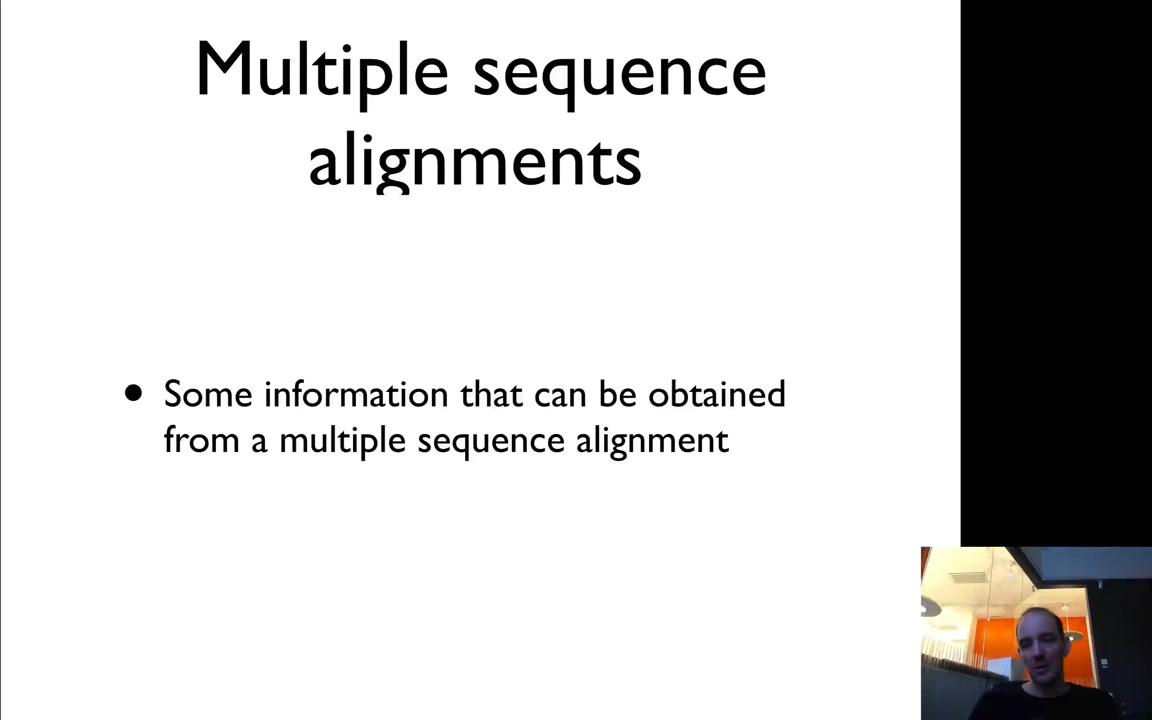 Multiple sequence
alignments
• Some information that can be obtained
from a multiple sequence alignment